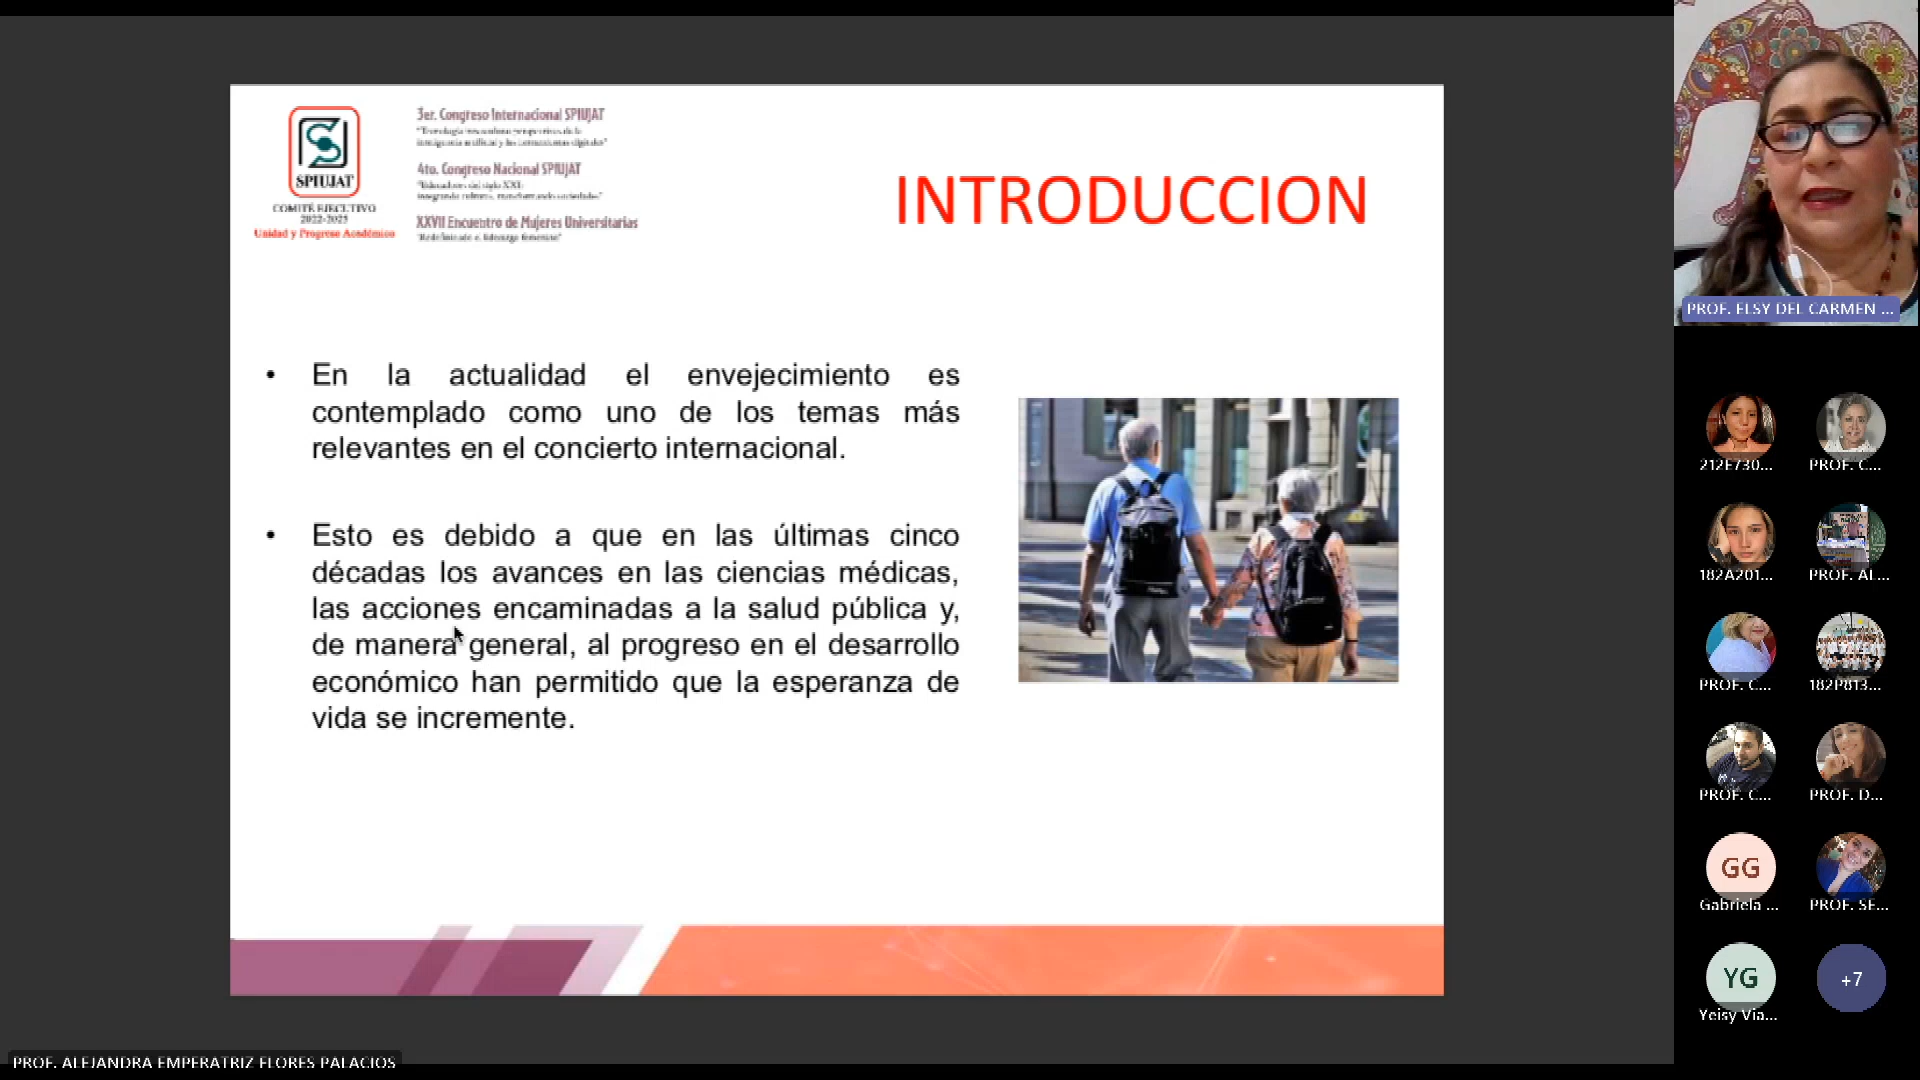 SPIUJAT
COMITÉ EJECUTIVO
2022-2025
Unidad y Progreso Académico
3er. Congreso Internacional SPIUJAT
4to. Congreso Nacional SPIUJAT
"Educadores del siglo XXI:
XXVII Encuentro de Mujeres Universitarias
INTRODUCCION
• En la actualidad el envejecimiento es
contemplado como uno de los temas más
relevantes en el concierto internacional.
• Esto es debido a que en las últimas cinco
décadas los avances en las ciencias médicas,
las acciones encaminadas a la salud pública y,
de manera general, al progreso en el desarrollo
económico han permitido que la esperanza de
vida se incremente.
PROF. ELSY DEL CARMEN ...
212E730...
PROF. C...
182A201...
PROF. AL...
PROF. C...
182P813...
PROF. C...
PROF. D...
GG
Gabriela ...
PROF. SE...
YG
Yeisy Via...
+7
PROF. ALEJANDRA EMPERATRIZ FLORES PALACIOS